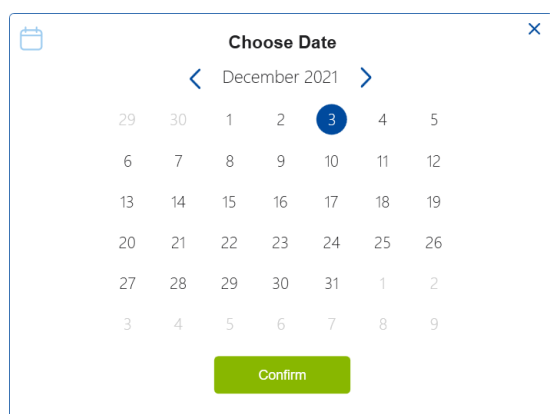 Choose Date
December 2021
29 30 1 2 3 4 5
6 7 8 9 10 11 12
13 14 15 16 17 18 19
20 21 22 23 24 25 26
27 28 29 30 31 1 2
3 4 5 6 7 8 9
Confirm